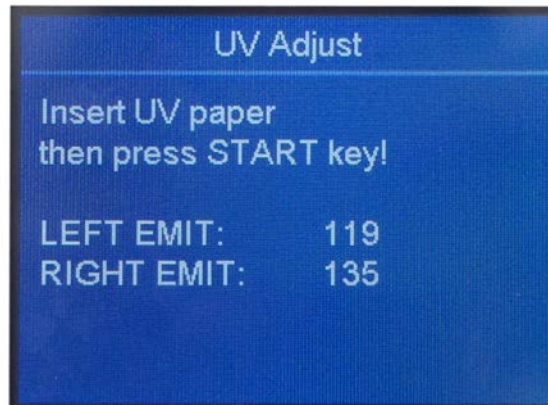 UV Adjust
Insert UV paper
then press START key!
LEFT EMIT: 119
RIGHT EMIT: 135